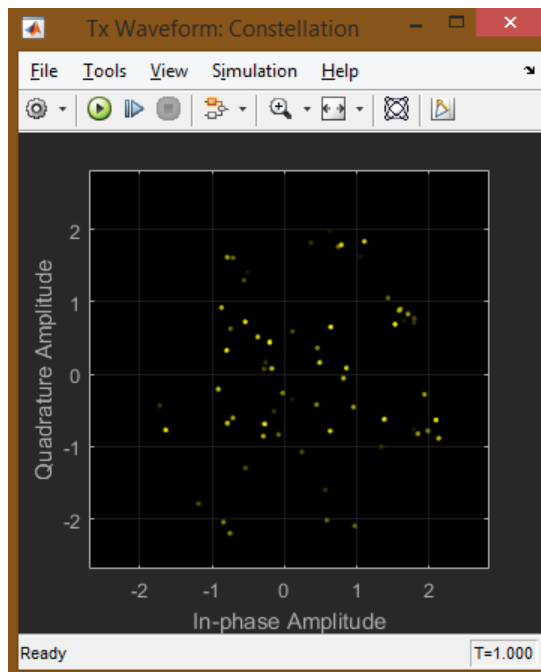 Tx Waveform: Constellation
File Tools View Simulation Help
2
1
0
-1
-2
Quadrature Amplitude
-2 -1 0 1 2
In-phase Amplitude
Ready T=1.000